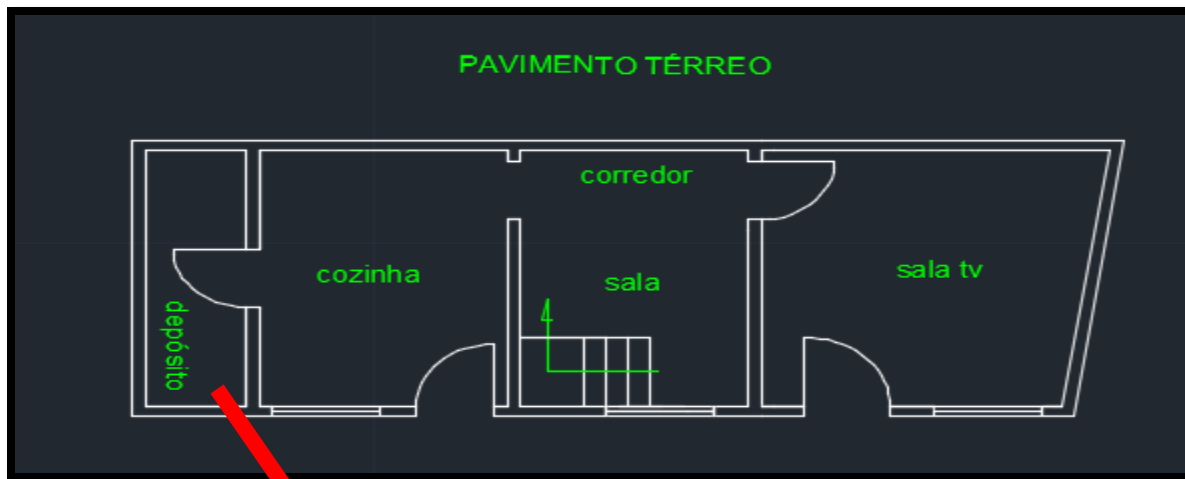 PAVIMENTO TÉRREO
corredor
cozinha
sala
sala tv
depósito